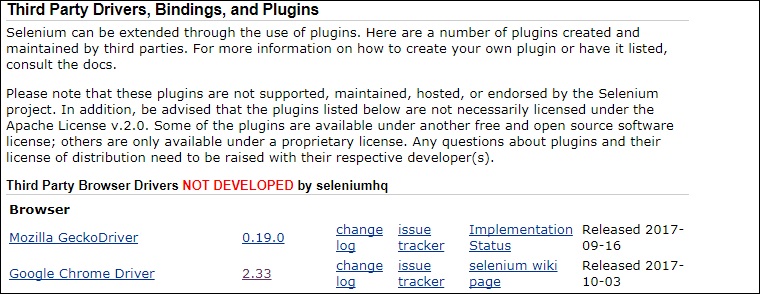 Third Party Drivers, Bindings, and Plugins
Selenium can be extended through the use of plugins. Here are a number of plugins created and
maintained by third parties. For more information on how to create your own plugin or have it listed,
consult the docs.
Please note that these plugins are not supported, maintained, hosted, or endorsed by the Selenium
project. In addition, be advised that the plugins listed below are not necessarily licensed under the
Apache License v.2.0. Some of the plugins are available under another free and open source software
license; others are only available under a proprietary license. Any questions about plugins and their
license of distribution need to be raised with their respective developer(s).
Third Party Browser Drivers NOT DEVELOPED by seleniumhq
Browser
Mozilla GeckoDriver 0.19.0 change log issue tracker Implementation Status Released 2017-09-16
Google Chrome Driver 2.33 change log issue tracker selenium wiki page Released 2017-10-03